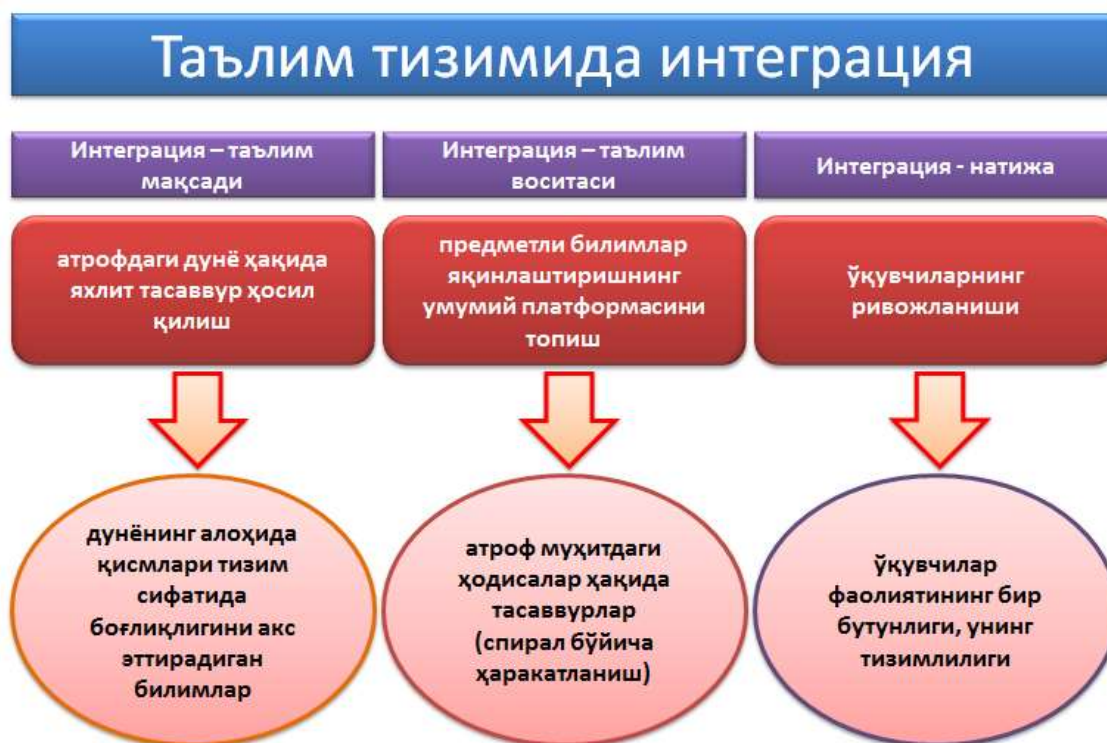 Таълим тизимида интеграция
Интеграция – таълим
мақсади
Интеграция – таълим
воситаси
Интеграция - натижа
атрофдаги дунё ҳақида
яхлит тасаввур ҳосил
қилиш
предметли билимлар
яқинлаштиришнинг
умумий платформасини
топиш
ўқувчиларнинг
ривожланиши
дунёнинг алоҳида
қисмлари тизим
сифатида
боғлиқлигини акс
эттирадиган
билимлар
атроф муҳитдаги
ҳодисалар ҳақида
тасаввурлар
(спирал бўйича
ҳаракатланиш)
ўқувчилар
фаолиятининг бир
бутунлиги, унинг
тизимлилиги